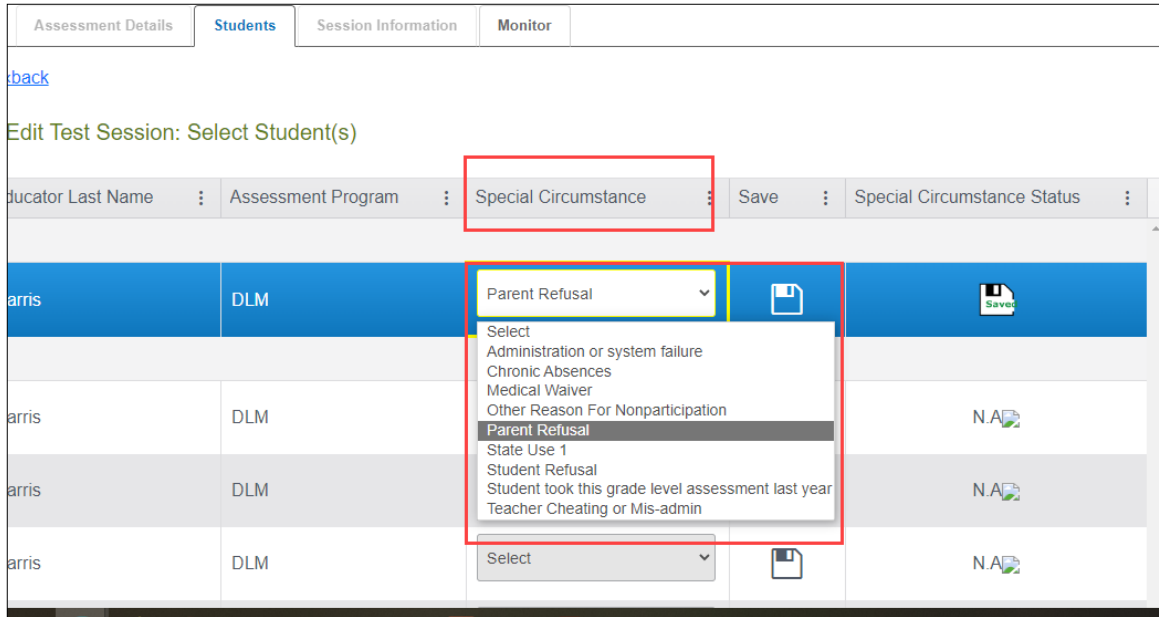 Assessment Details Students Session Information Monitor
<back
Edit Test Session: Select Student(s)
ducator Last Name Assessment Program Special Circumstance Save Special Circumstance Status
arris DLM Parent Refusal Saved
Select
Administration or system failure
Chronic Absences
Medical Waiver
arris DLM Other Reason For Nonparticipation N.A
Parent Refusal
State Use 1
Student Refusal
arris DLM Student took this grade level assessment last year N.A
Teacher Cheating or Mis-admin
arris DLM Select N.A